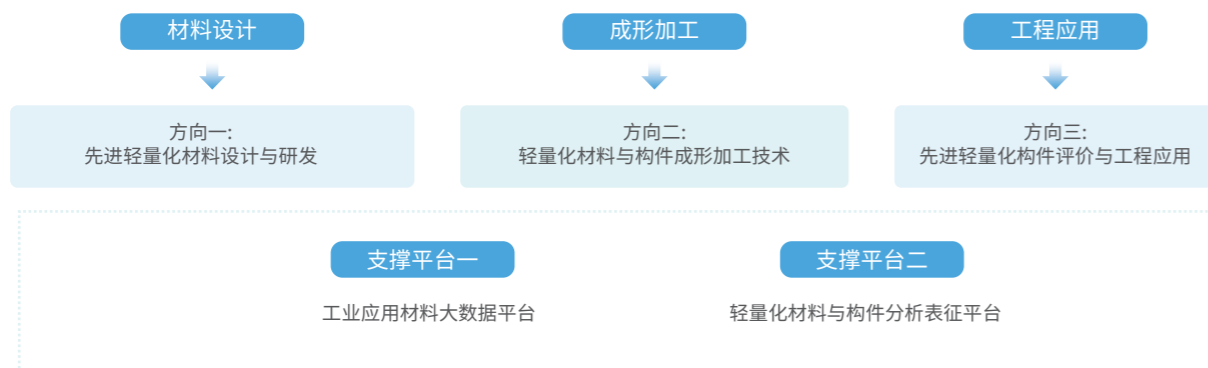 材料设计
成形加工
工程应用
方向一:
先进轻量化材料设计与研发
方向二:
轻量化材料与构件成形加工技术
方向三:
先进轻量化构件评价与工程应用
支撑平台一
支撑平台二
工业应用材料大数据平台
轻量化材料与构件分析表征平台